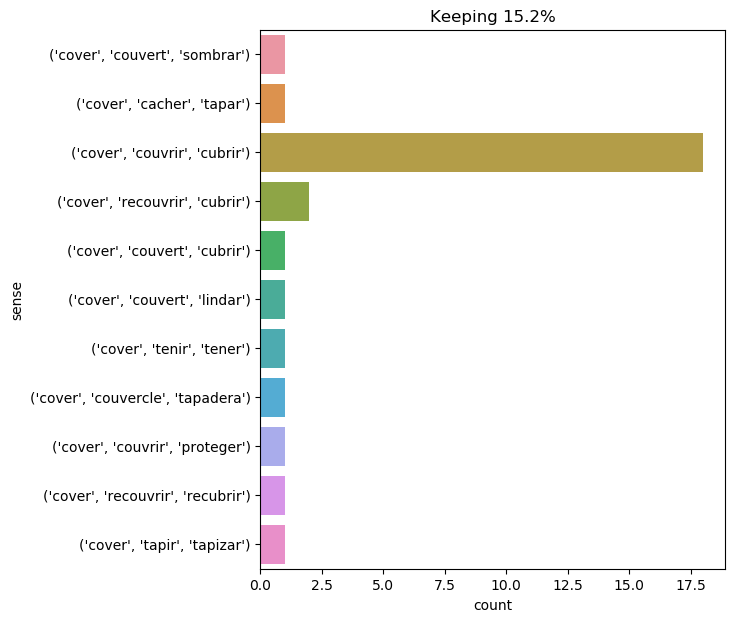 Keeping 15.2%
('cover', 'couvert', 'sombrar')
('cover', 'cacher', 'tapar')
('cover', 'couvrir', 'cubrir')
('cover', 'recouvrir', 'cubrir')
('cover', 'couvert', 'cubrir')
('cover', 'couvert', 'lindar')
('cover', 'tenir', 'tener')
('cover', 'couvercle', 'tapadera')
('cover', 'couvrir', 'proteger')
('cover', 'recouvrir', 'recubrir')
('cover', 'tapir', 'tapizar')
sense
0.0 2.5 5.0 7.5 10.0 12.5 15.0 17.5
count